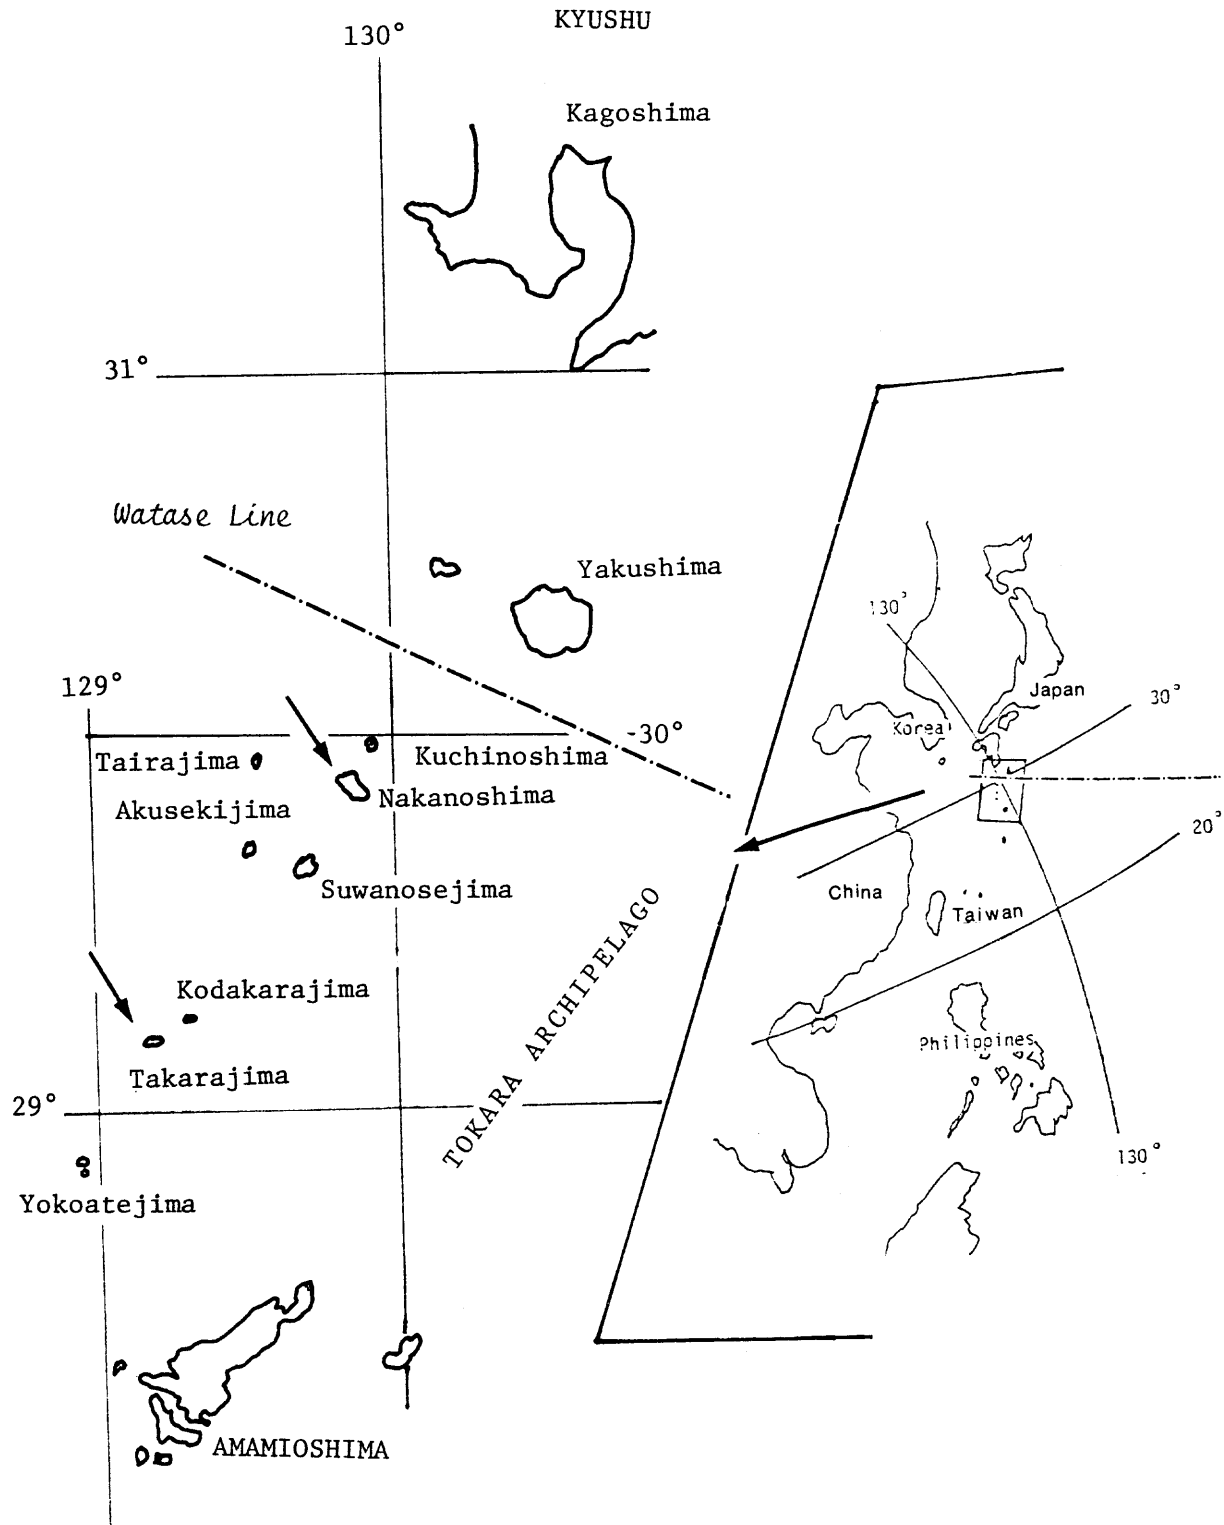 KYUSHU
130°
Kagoshima
31°
Watase Line
Yakushima
129°
30°
Tairajima
Kuchinoshima
Akusekijima
Nakanoshima
Suwanosejima
TOKARA ARCHIPELAGO
Kodakarajima
Takarajima
29°
Yokoatejima
AMAMIOSHIMA
130°
Japan
30°
Korea
20°
China
Taiwan
Philippines
130°